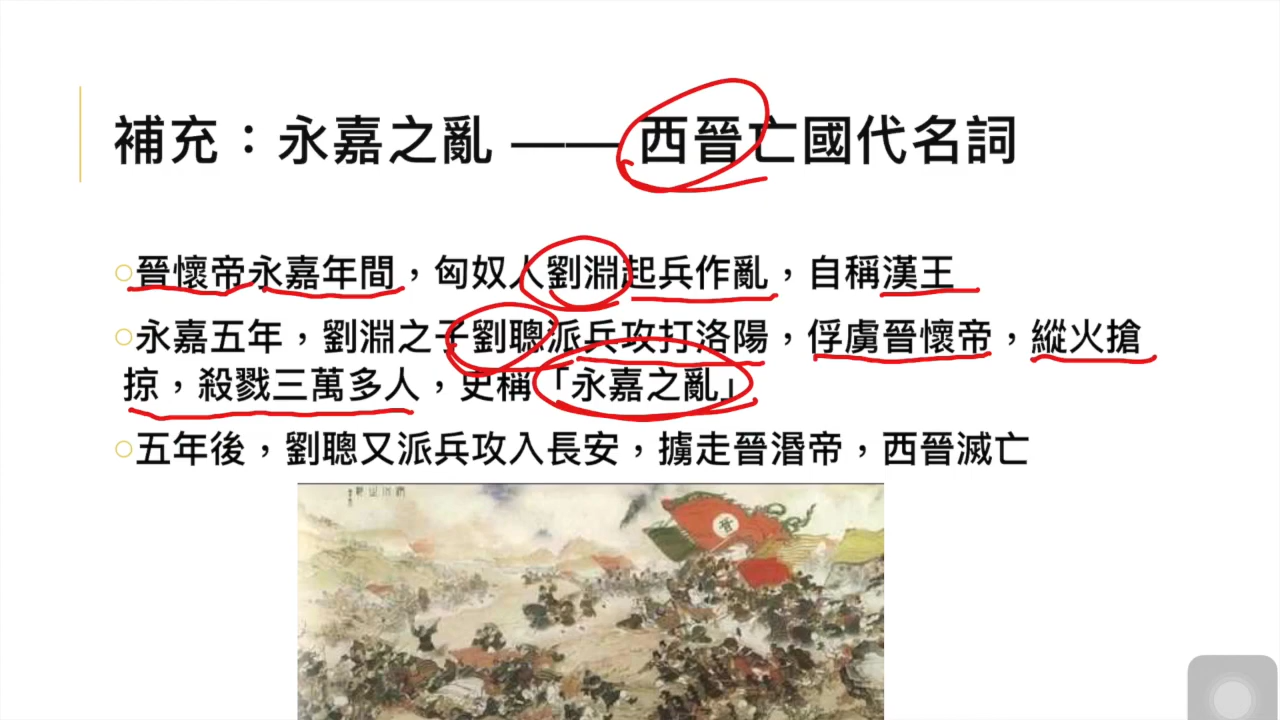 補充：永嘉之亂 —— 西晉亡國代名詞
晉懷帝永嘉年間，匈奴人劉淵起兵作亂，自稱漢王
永嘉五年，劉淵之子劉聰派兵攻打洛陽，俘虜晉懷帝，縱火搶
掠，殺戮三萬多人，史稱「永嘉之亂」
五年後，劉聰又派兵攻入長安，擄走晉湣帝，西晉滅亡